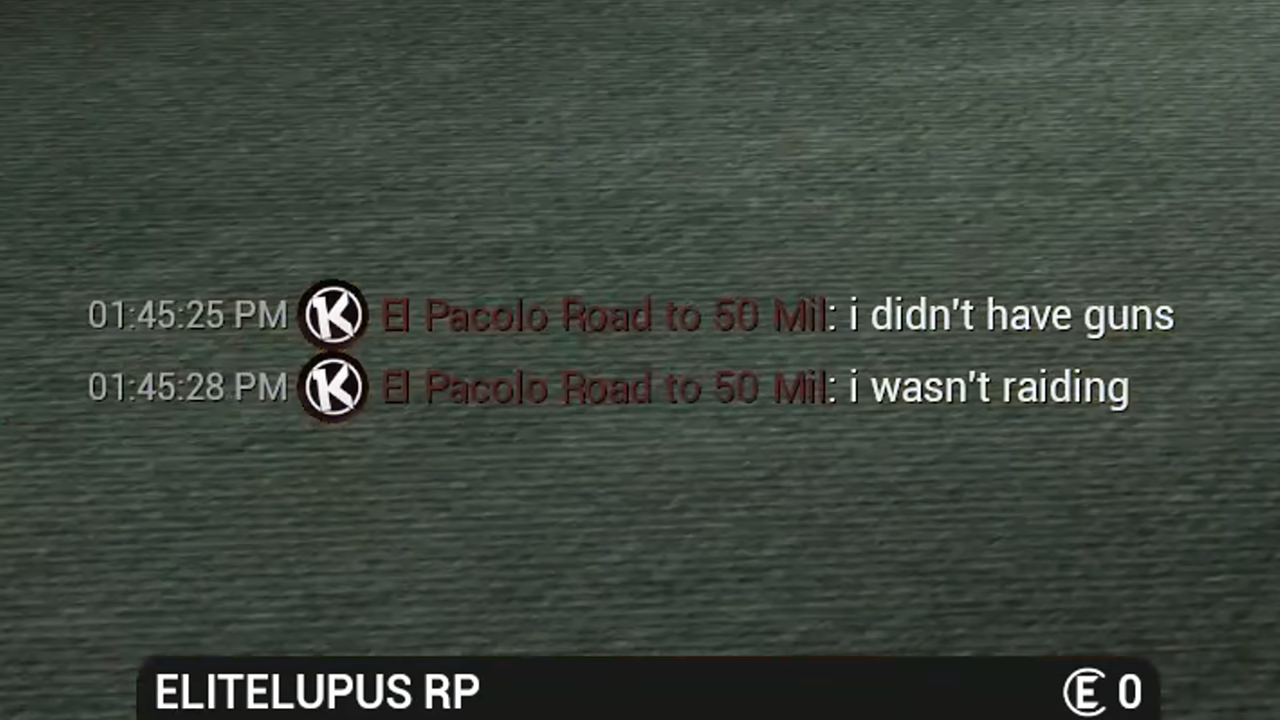 01:45:25 PM K El Pacolo Road to 50 Mil: i didn't have guns
01:45:28 PM K El Pacolo Road to 50 Mil: i wasn't raiding
ELITELUPUS RP E 0